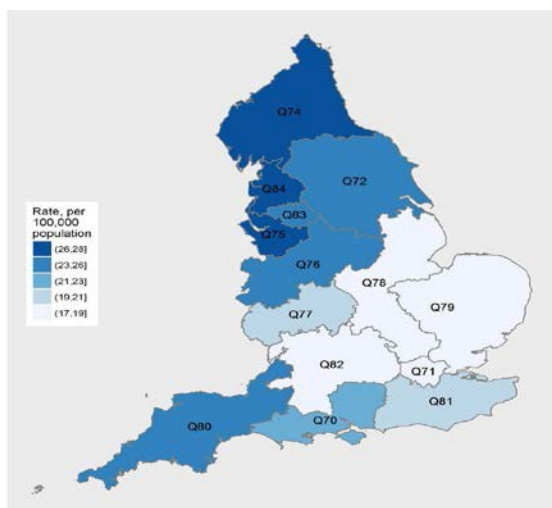 Q74
Q84
Q72
Q83
Q75
Q76
Q78
Q79
Q77
Q82
Q71
Q81
Q80
Q70
Rate, per
100,000
population
(26,28]
(23,26]
(21,23]
(19,21]
(17,19]